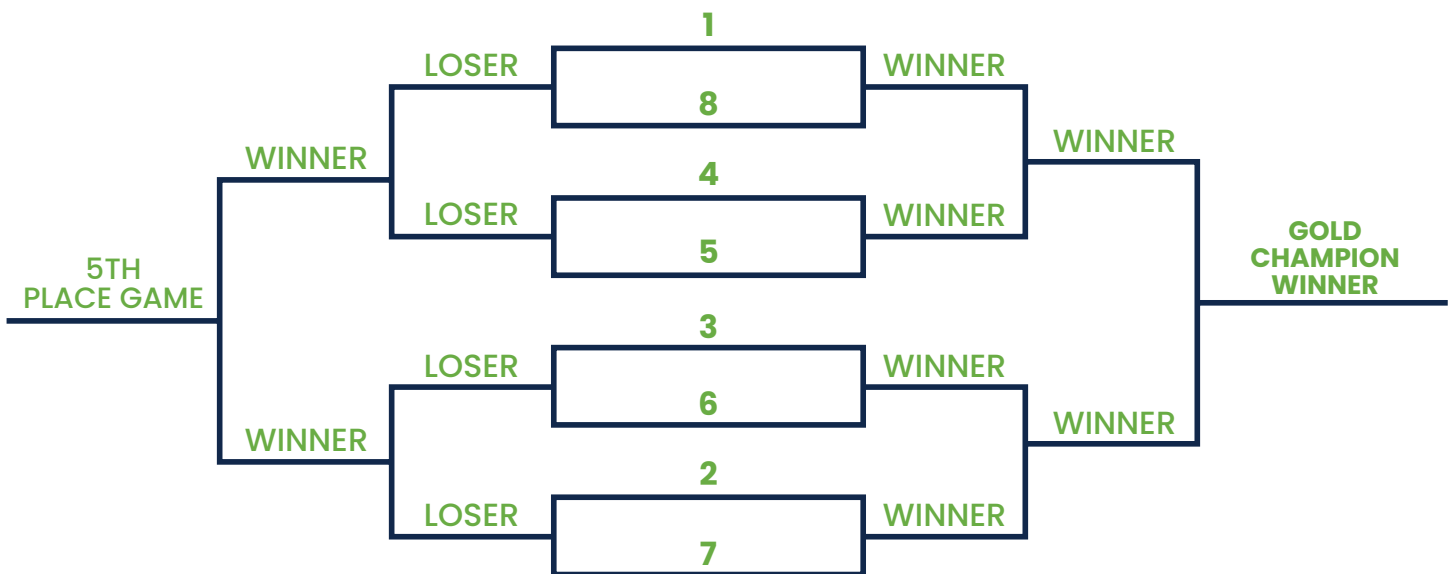 1
LOSER
WINNER
8
WINNER
WINNER
4
LOSER
WINNER
5
GOLD
CHAMPION
WINNER
5TH
PLACE GAME
3
LOSER
WINNER
6
WINNER
WINNER
2
LOSER
WINNER
7